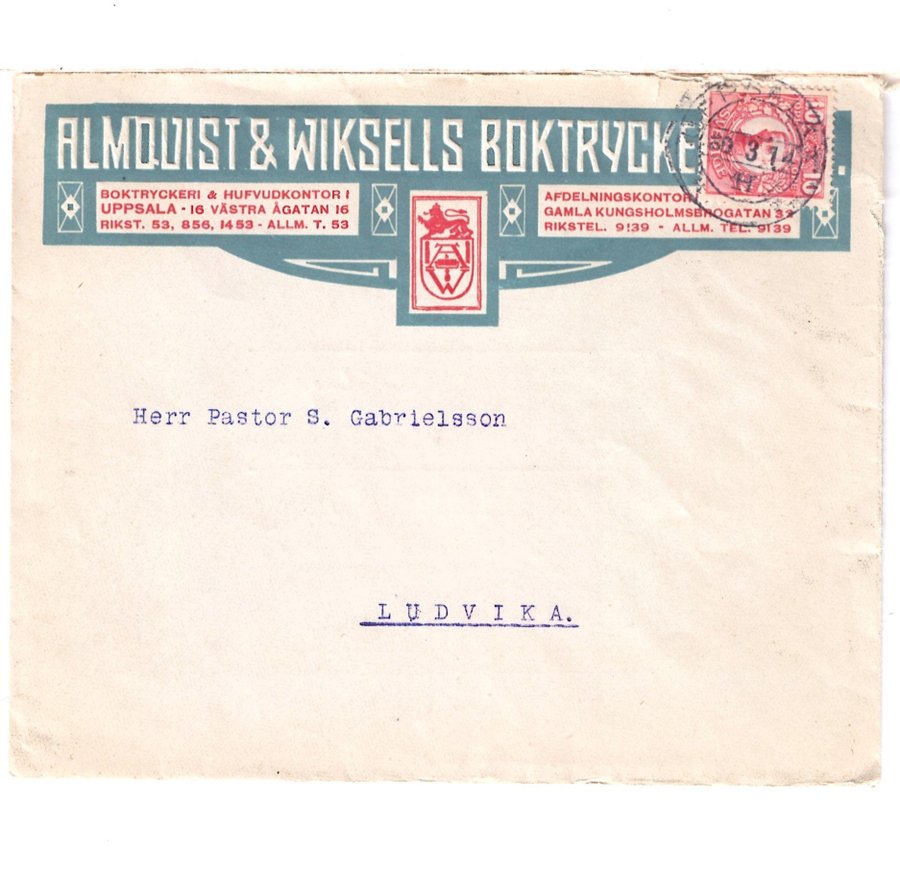 ALMQUIST & WIKSELLS BOKTRYCKE
BOKTRYCKERI & HUFVUDKONTOR I
UPPSALA - 16 VÄSTRA ÅGATAN 16
RIKST. 53, 856, 1453 - ALLM. T. 53
AFDELNINGSKONTOR
GAMLA KUNGSHOLMSBROGATAN
RIKSTEL. 9139 - ALLM. TEL. 9139
AW
Herr Pastor S. Gabrielsson
LUDVIKA.